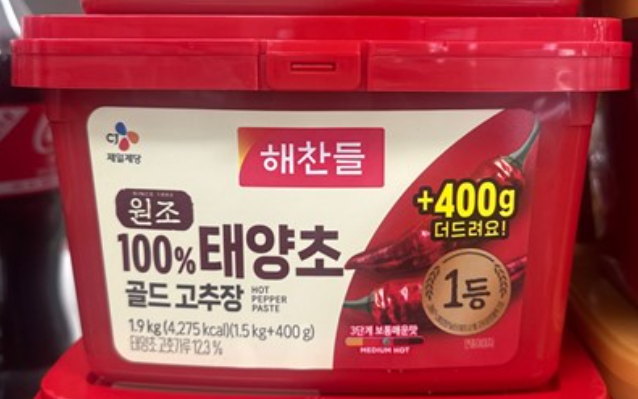 CJ
제일제당
해찬들
원조
100% 태양초
골드 고추장
HOT
PEPPER
PASTE
1.9 kg (4,275 kcal)(1.5 kg+400 g)
태양초 고춧가루 12.3 %
+400g
더드려요!
1등
3단계 보통매운맛
MEDIUM HOT